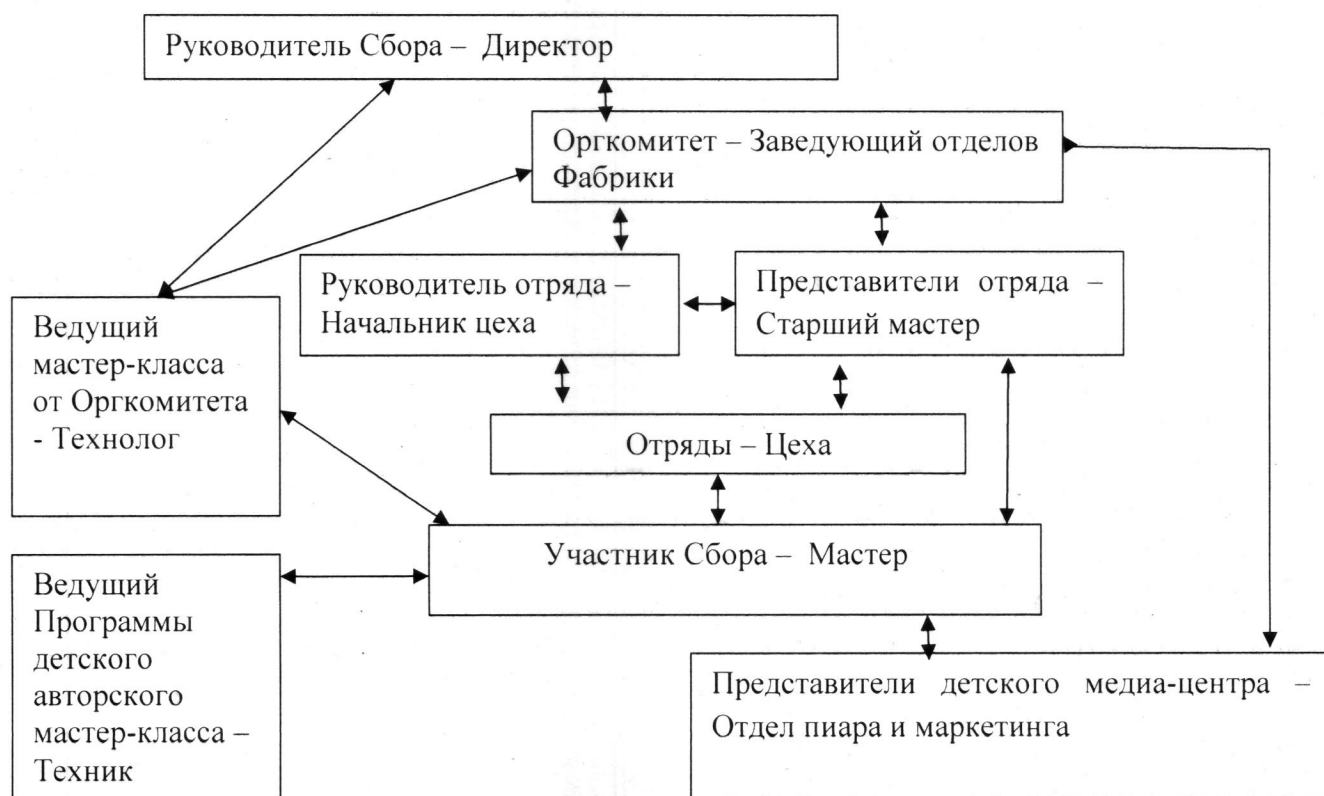 Руководитель Сбора – Директор
Оргкомитет – Заведующий отделов
Фабрики
Руководитель отряда –
Начальник цеха
Представители отряда –
Старший мастер
Ведущий
мастер-класса
от Оргкомитета
- Технолог
Отряды – Цеха
Участник Сбора – Мастер
Ведущий
Программы
детского
авторского
мастер-класса –
Техник
Представители детского медиа-центра –
Отдел пиара и маркетинга